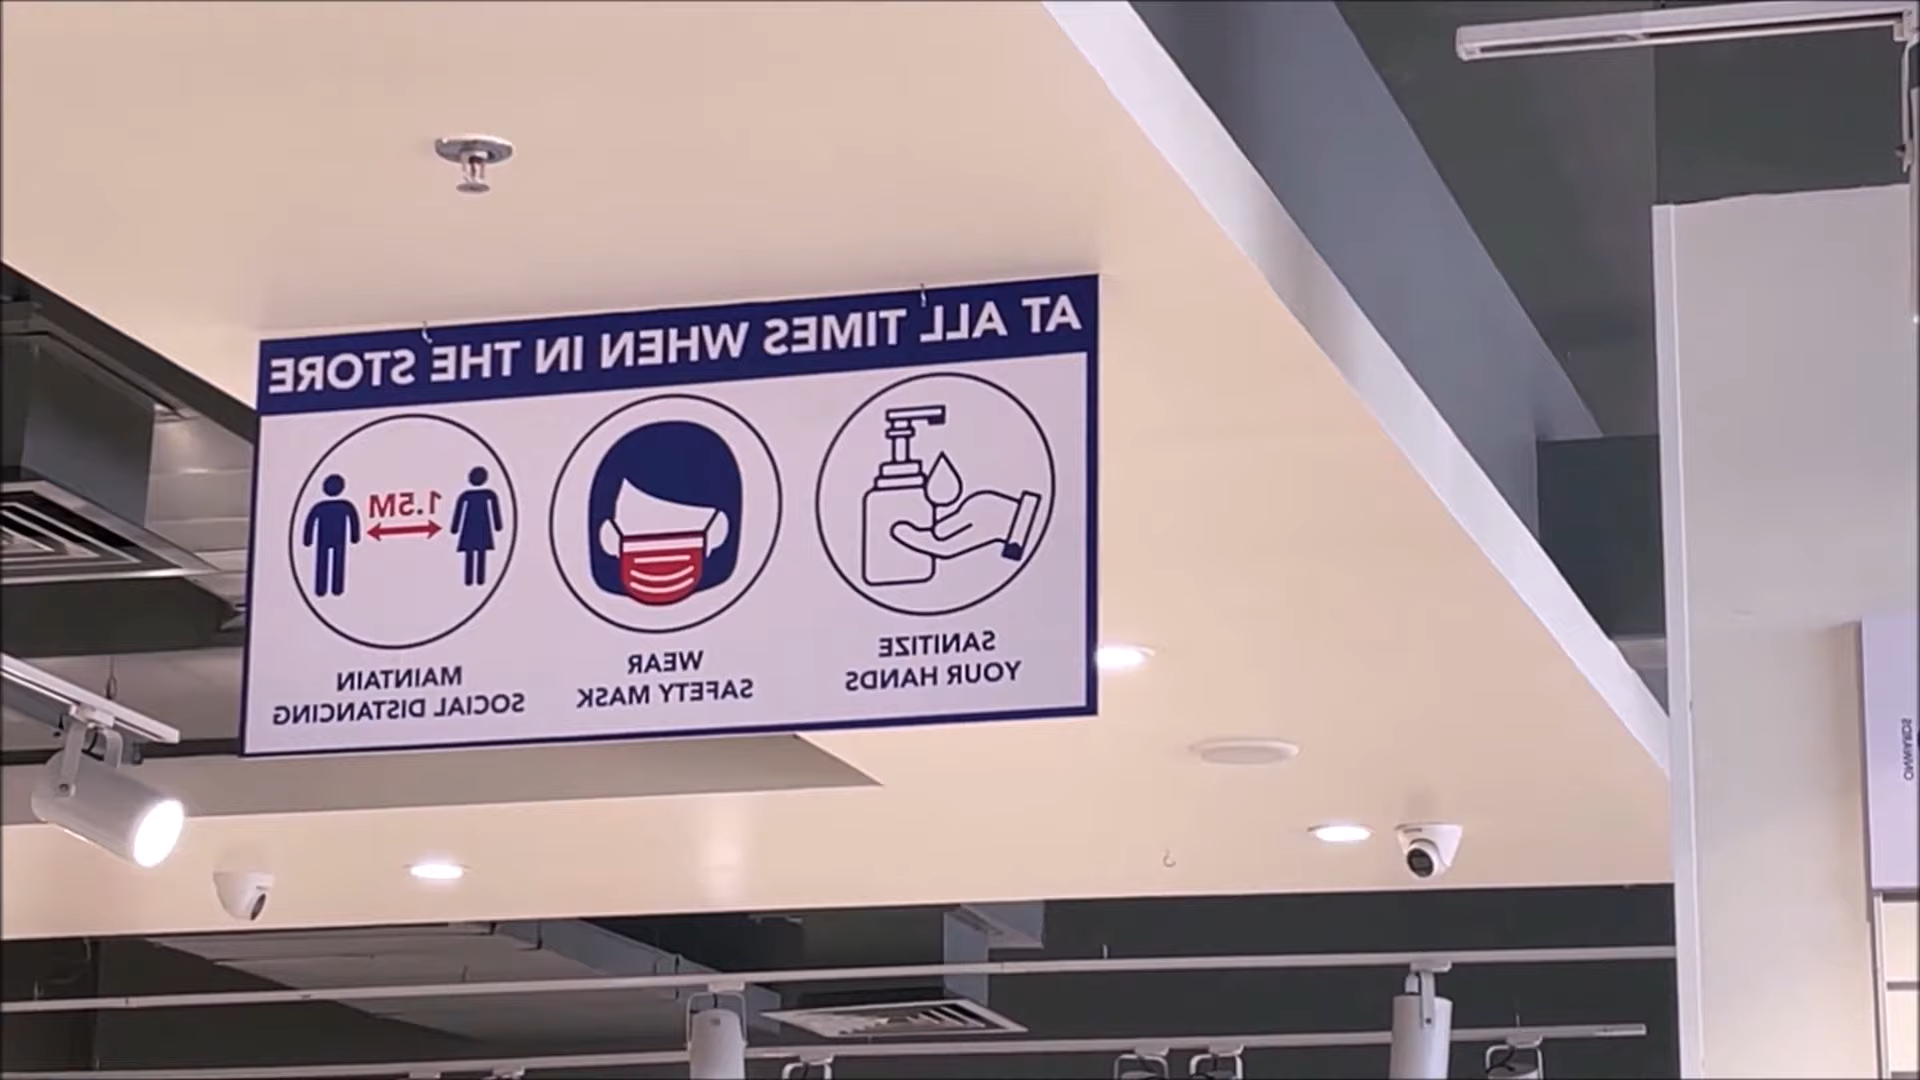 AT ALL TIMES WHEN IN THE STORE
SANITIZE
YOUR HANDS
WEAR
SAFETY MASK
1.5M
MAINTAIN
SOCIAL DISTANCING